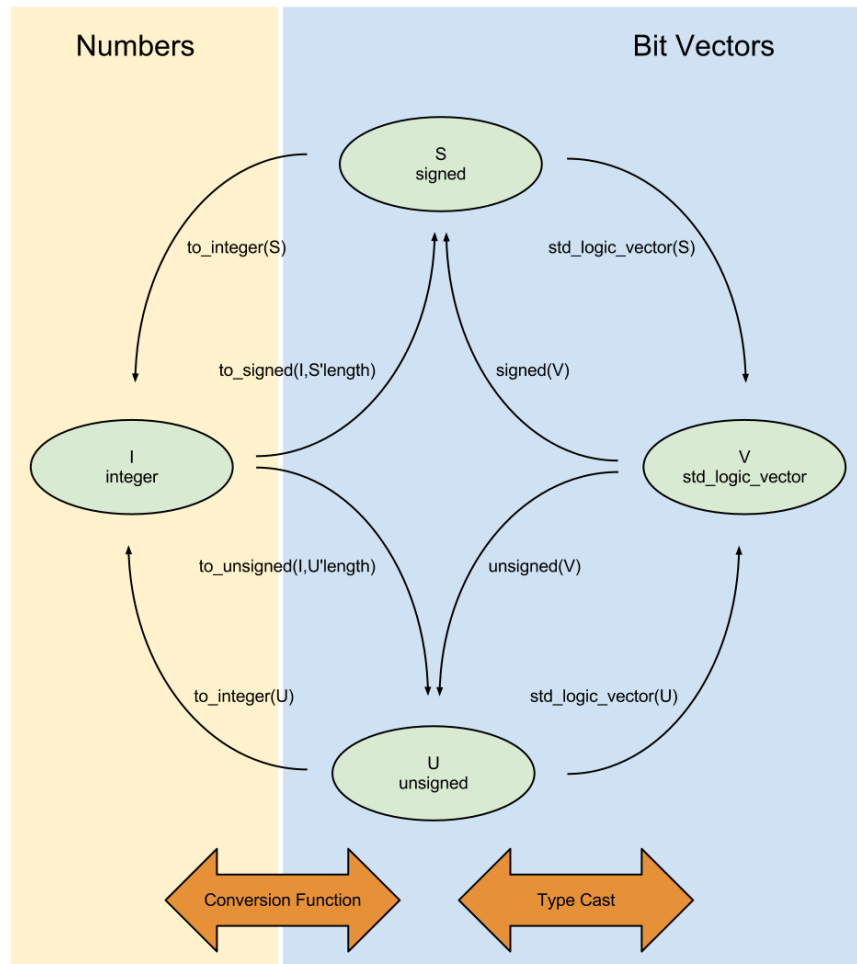 Numbers
Bit Vectors
S
signed
to_integer(S)
std_logic_vector(S)
to_signed(I,S'length)
signed(V)
I
integer
V
std_logic_vector
to_unsigned(I,U'length)
unsigned(V)
to_integer(U)
std_logic_vector(U)
U
unsigned
Conversion Function
Type Cast